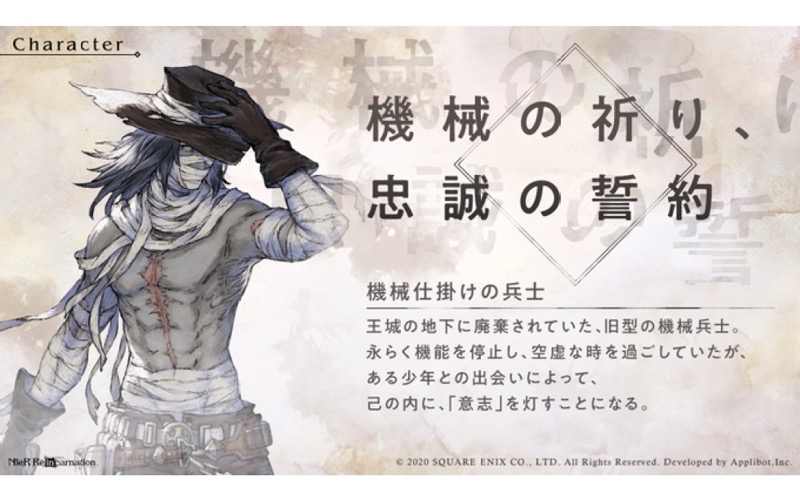 Character
機械の祈り、
忠誠の誓約
機械仕掛けの兵士
王城の地下に廃棄されていた、旧型の機械兵士。
永らく機能を停止し、空虚な時を過ごしていたが、
ある少年との出会いによって、
己の内に、「意志」を灯すことになる。
NieR Re[in]carnation
© 2020 SQUARE ENIX CO., LTD. All Rights Reserved. Developed by Applibot,Inc.